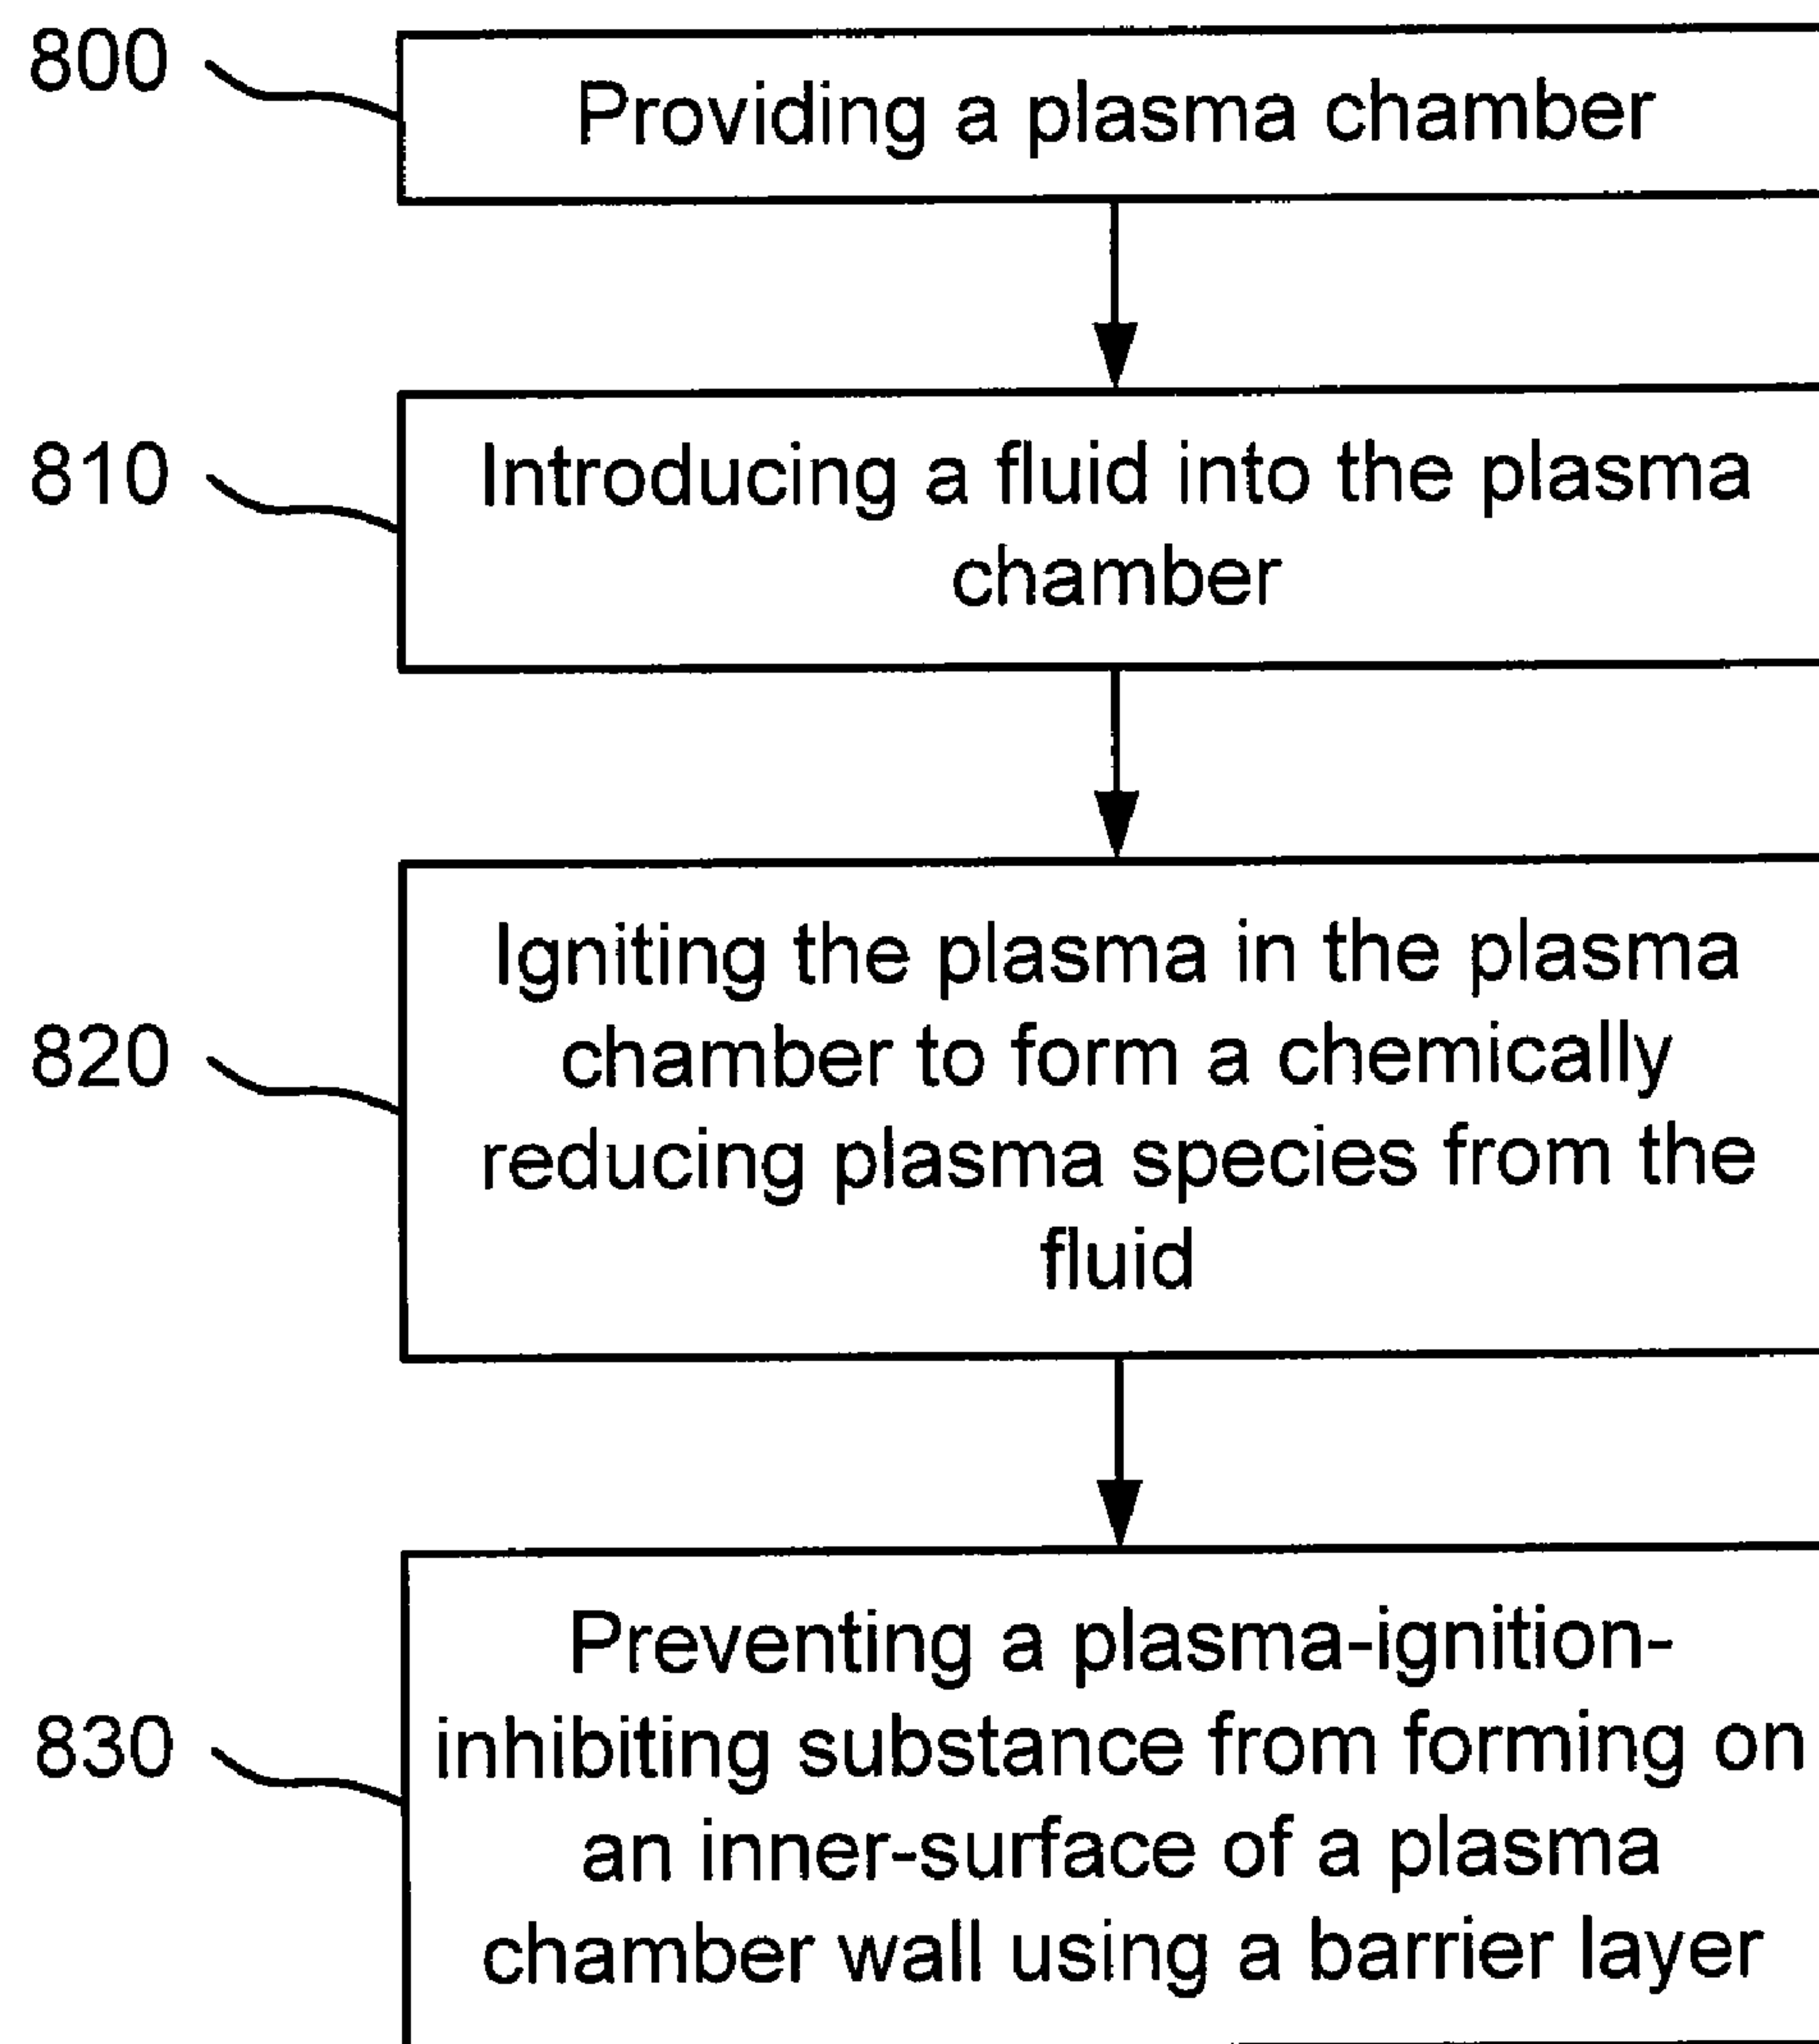 800
Providing a plasma chamber
810
Introducing a fluid into the plasma
chamber
Igniting the plasma in the plasma
820
chamber to form a chemically
reducing plasma species from the
fluid
Preventing a plasma-ignition-
830
inhibiting substance from forming on
an inner-surface of a plasma
chamber wall using a barrier layer